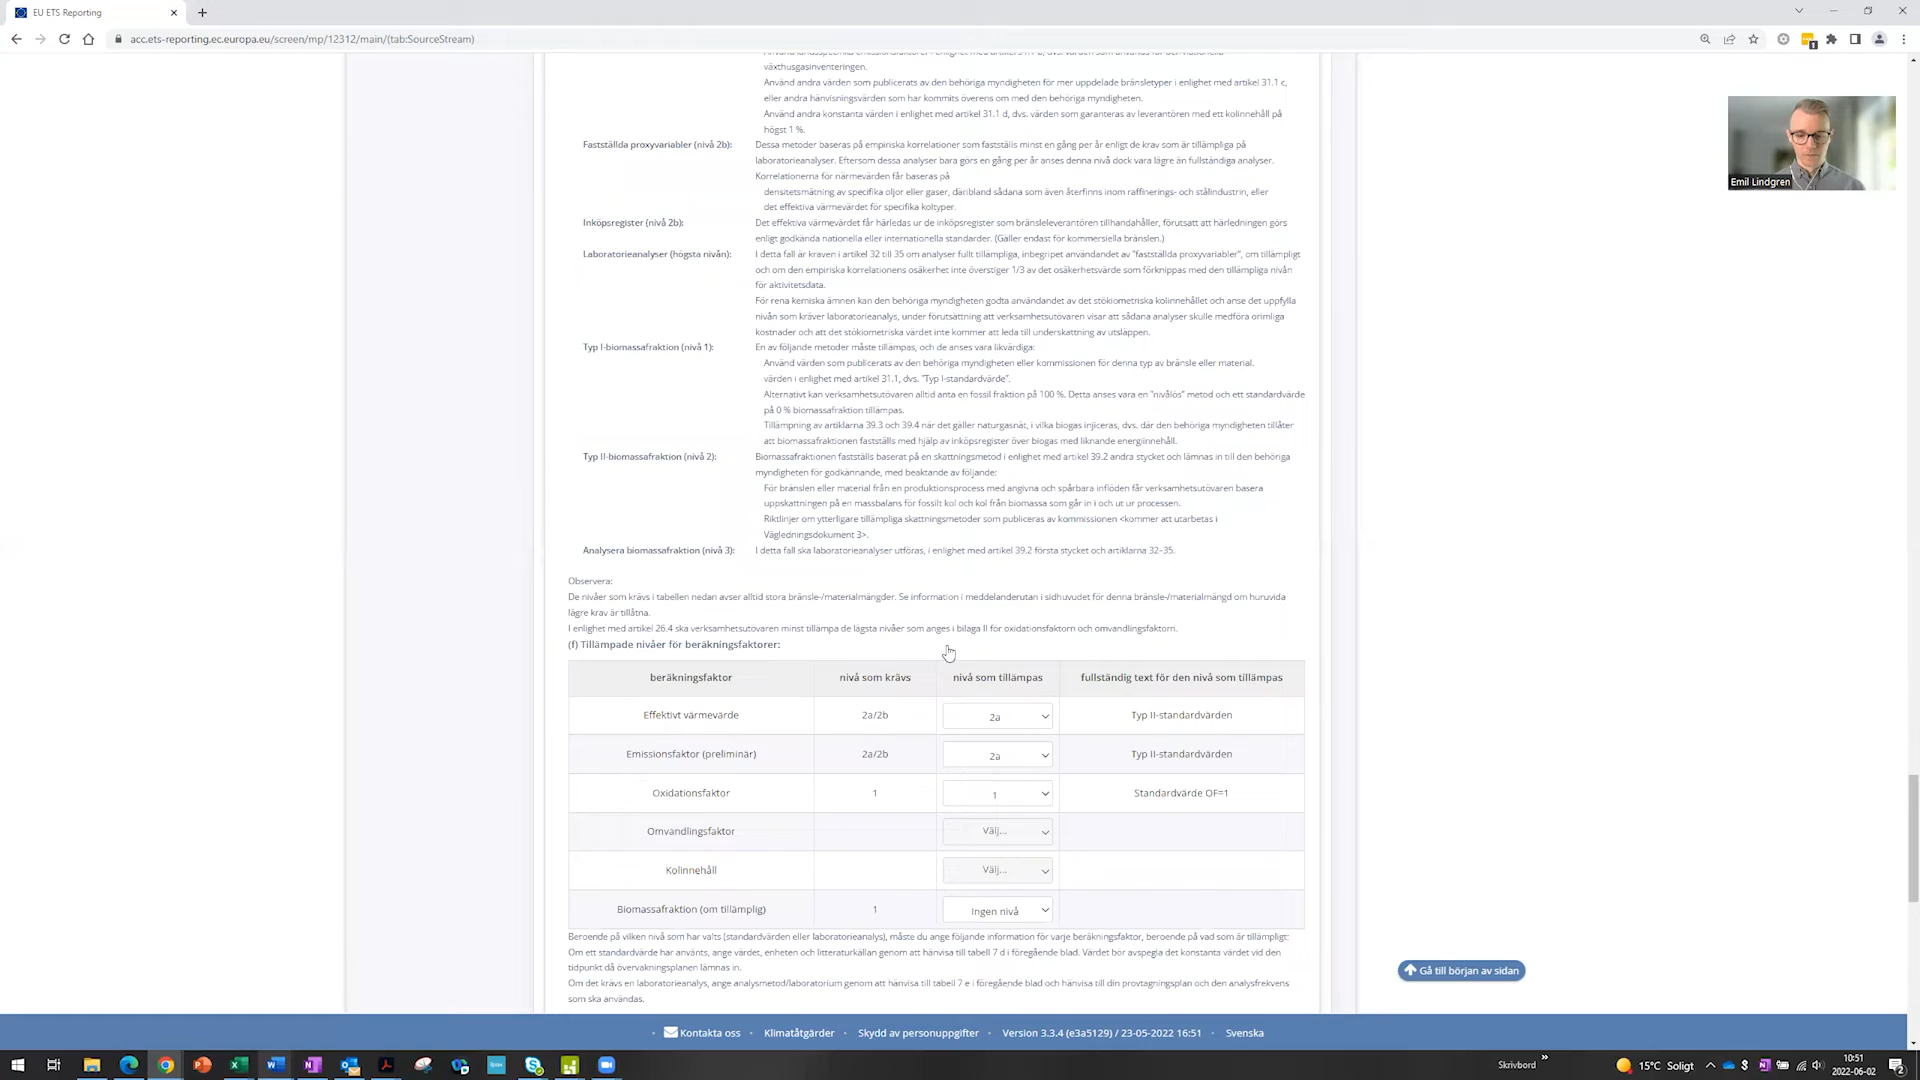 EU ETS Reporting
acc.ets-reporting.ec.europa.eu/screen/mp/12312/main/(tab:SourceStream)
växthusgasinventeringen.
Använd andra värden som publicerats av den behöriga myndigheten för mer uppdelade bränsletyper i enlighet med artikel 31.1 c,
eller andra hänvisningsvärden som har kommits överens om med den behöriga myndigheten.
Använd andra konstanta värden i enlighet med artikel 31.1 d, dvs. värden som garanteras av leverantören med ett kolinnehåll på
högst 1 %.
Fastställda proxyvariabler (nivå 2b):
Dessa metoder baseras på empiriska korrelationer som fastställs minst en gång per år enligt de krav som är tillämpliga på
laboratorieanalyser. Eftersom dessa analyser bara görs en gång per år anses denna nivå dock vara lägre än fullständiga analyser.
Korrelationerna för närmevärden får baseras på
densitetsmätning av specifika oljor eller gaser, däribland sådana som även återfinns inom raffinerings- och stålindustrin, eller
det effektiva värmevärdet för specifika koltyper.
Inköpsregister (nivå 2b):
Det effektiva värmevärdet får härledas ur de inköpsregister som bränsleleverantören tillhandahåller, förutsatt att härledningen görs
enligt godkända nationella eller internationella standarder. (Gäller endast för kommersiella bränslen.)
Laboratorieanalyser (högsta nivån):
I detta fall är kraven i artikel 32 till 35 om analyser fullt tillämpliga, inbegripet användandet av "fastställda proxyvariabler", om tillämpligt
och om den empiriska korrelationens osäkerhet inte överstiger 1/3 av det osäkerhetsvärde som förknippas med den tillämpliga nivån
för aktivitetsdata.
För rena kemiska ämnen kan den behöriga myndigheten godta användandet av det stökiometriska kolinnehållet och anse det uppfylla
nivån som kräver laboratorieanalys, under förutsättning att verksamhetsutövaren visar att sådana analyser skulle medföra orimliga
kostnader och att det stökiometriska värdet inte kommer att leda till underskattning av utsläppen.
Typ I-biomassafraktion (nivå 1):
En av följande metoder måste tillämpas, och de anses vara likvärdiga:
Använd värden som publicerats av den behöriga myndigheten eller kommissionen för denna typ av bränsle eller material.
värden i enlighet med artikel 31.1, dvs. "Typ I-standardvärde".
Alternativt kan verksamhetsutövaren alltid anta en fossil fraktion på 100 %. Detta anses vara en "nivålös" metod och ett standardvärde
på 0 % biomassafraktion tillämpas.
Tillämpning av artiklarna 39.3 och 39.4 när det gäller naturgasnät, i vilka biogas injiceras, dvs. där den behöriga myndigheten tillåter
att biomassafraktionen fastställs med hjälp av inköpsregister över biogas med liknande energiinnehåll.
Typ II-biomassafraktion (nivå 2):
Biomassafraktionen fastställs baserat på en skattningsmetod i enlighet med artikel 39.2 andra stycket och lämnas in till den behöriga
myndigheten för godkännande, med beaktande av följande:
För bränslen eller material från en produktionsprocess med angivna och spårbara inflöden får verksamhetsutövaren basera
uppskattningen på en massbalans för fossilt kol och kol från biomassa som går in i och ut ur processen.
Riktlinjer om ytterligare tillämpliga skattningsmetoder som publiceras av kommissionen <kommer att utarbetas i
Vägledningsdokument 3>.
Analysera biomassafraktion (nivå 3):
I detta fall ska laboratorieanalyser utföras, i enlighet med artikel 39.2 första stycket och artiklarna 32–35.
Observera:
De nivåer som krävs i tabellen nedan avser alltid stora bränsle-/materialmängder. Se information i meddelanderutan i sidhuvudet för denna bränsle-/materialmängd om huruvida
lägre krav är tillåtna.
I enlighet med artikel 26.4 ska verksamhetsutövaren minst tillämpa de lägsta nivåer som anges i bilaga II för oxidationsfaktorn och omvandlingsfaktorn.
(f) Tillämpade nivåer för beräkningsfaktorer:
beräkningsfaktor nivå som krävs nivå som tillämpas fullständig text för den nivå som tillämpas
Effektivt värmevärde 2a/2b 2a Typ II-standardvärden
Emissionsfaktor (preliminär) 2a/2b 2a Typ II-standardvärden
Oxidationsfaktor 1 1 Standardvärde OF=1
Omvandlingsfaktor Välj...
Kolinnehåll Välj...
Biomassafraktion (om tillämplig) 1 Ingen nivå
Beroende på vilken nivå som har valts (standardvärden eller laboratorieanalys), måste du ange följande information för varje beräkningsfaktor, beroende på vad som är tillämpligt:
Om ett standardvärde har använts, ange värdet, enheten och litteraturkällan genom att hänvisa till tabell 7 d i föregående blad. Värdet bör avspegla det konstanta värdet vid den
tidpunkt då övervakningsplanen lämnas in.
Om det krävs en laboratorieanalys, ange analysmetod/laboratorium genom att hänvisa till tabell 7 e i föregående blad och hänvisa till din provtagningsplan och den analysfrekvens
som ska användas.
Gå till början av sidan
Emil Lindgren
Kontakta oss Klimatåtgärder Skydd av personuppgifter Version 3.3.4 (e3a5129) / 23-05-2022 16:51 Svenska
Skrivbord 15°C Soligt 10:51
2022-06-02